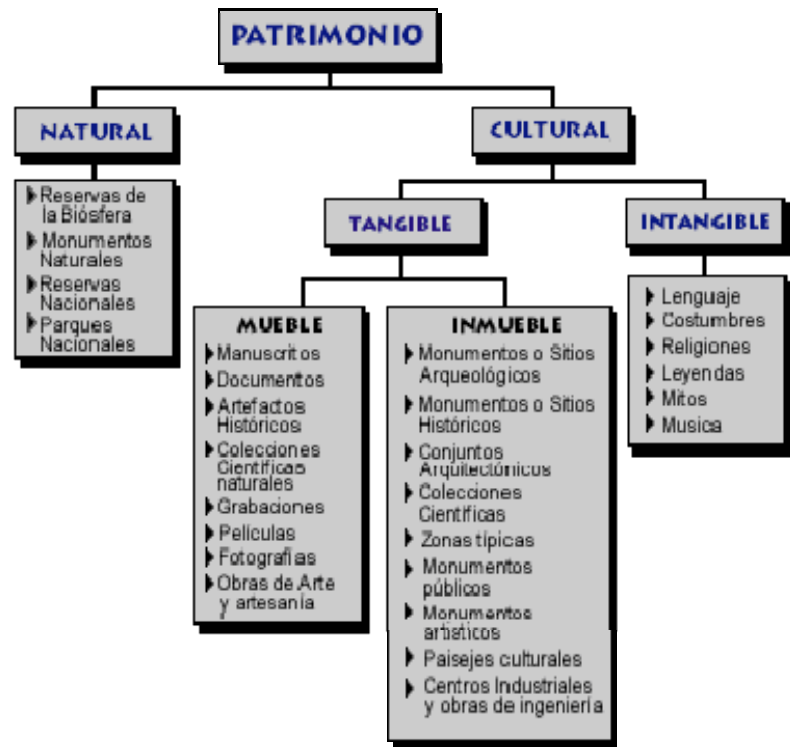 PATRIMONIO
NATURAL
Reservas de
la Biósfera
Monumentos
Naturales
Reservas
Nacionales
Parques
Nacionales
CULTURAL
TANGIBLE
MUEBLE
Manuscritos
Documentos
Artefactos
Históricos
Colecciones
Científicas
naturales
Grabaciones
Películas
Fotografías
Obras de Arte
y artesanía
INMUEBLE
Monumentos o Sitios
Arqueológicos
Monumentos o Sitios
Históricos
Conjuntos
Arquitectónicos
Colecciones
Científicas
Zonas típicas
Monumentos
públicos
Monumentos
artísticos
Paisejes culturales
Centros Industriales
y obras de ingeniería
INTANGIBLE
Lenguaje
Costumbres
Religiones
Leyendas
Mitos
Musica